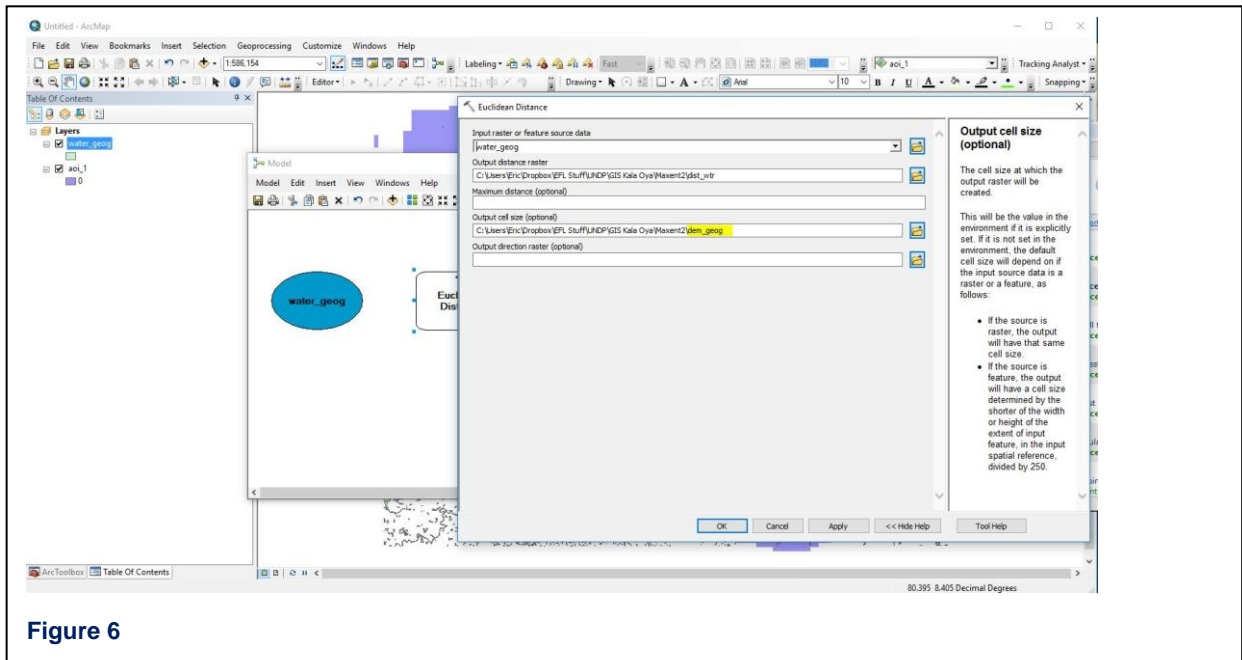 Untitled - ArcMap
File Edit View Bookmarks Insert Selection Geoprocessing Customize Windows Help
1:586,154
Labeling
Fast
aoi_1
Tracking Analyst
Editor
Drawing
A
Arial
10
B I U A
Snapping
Table Of Contents
Layers
water_geog
aoi_1
0
Model
Model Edit Insert View Windows Help
water_geog
Euclidean Distance
Input raster or feature source data
water_geog
Output distance raster
C:\Users\Eric\Dropbox\EFL Stuff\UNDP\GIS Kala Oya\Maxent2\dist_wtr
Maximum distance (optional)
Output cell size (optional)
C:\Users\Eric\Dropbox\EFL Stuff\UNDP\GIS Kala Oya\Maxent2\dem_geog
Output direction raster (optional)
Output cell size
(optional)
The cell size at which the
output raster will be
created.
This will be the value in the
environment if it is explicitly
set. If it is not set in the
environment, the default
cell size will depend on if
the input source data is a
raster or a feature, as
follows:
• If the source is
raster, the output
will have that same
cell size.
• If the source is
feature, the output
will have a cell size
determined by the
shorter of the width
or height of the
extent of input
feature, in the input
spatial reference,
divided by 250.
OK Cancel Apply << Hide Help Tool Help
ArcToolbox Table Of Contents
80.395 8.405 Decimal Degrees
Figure 6